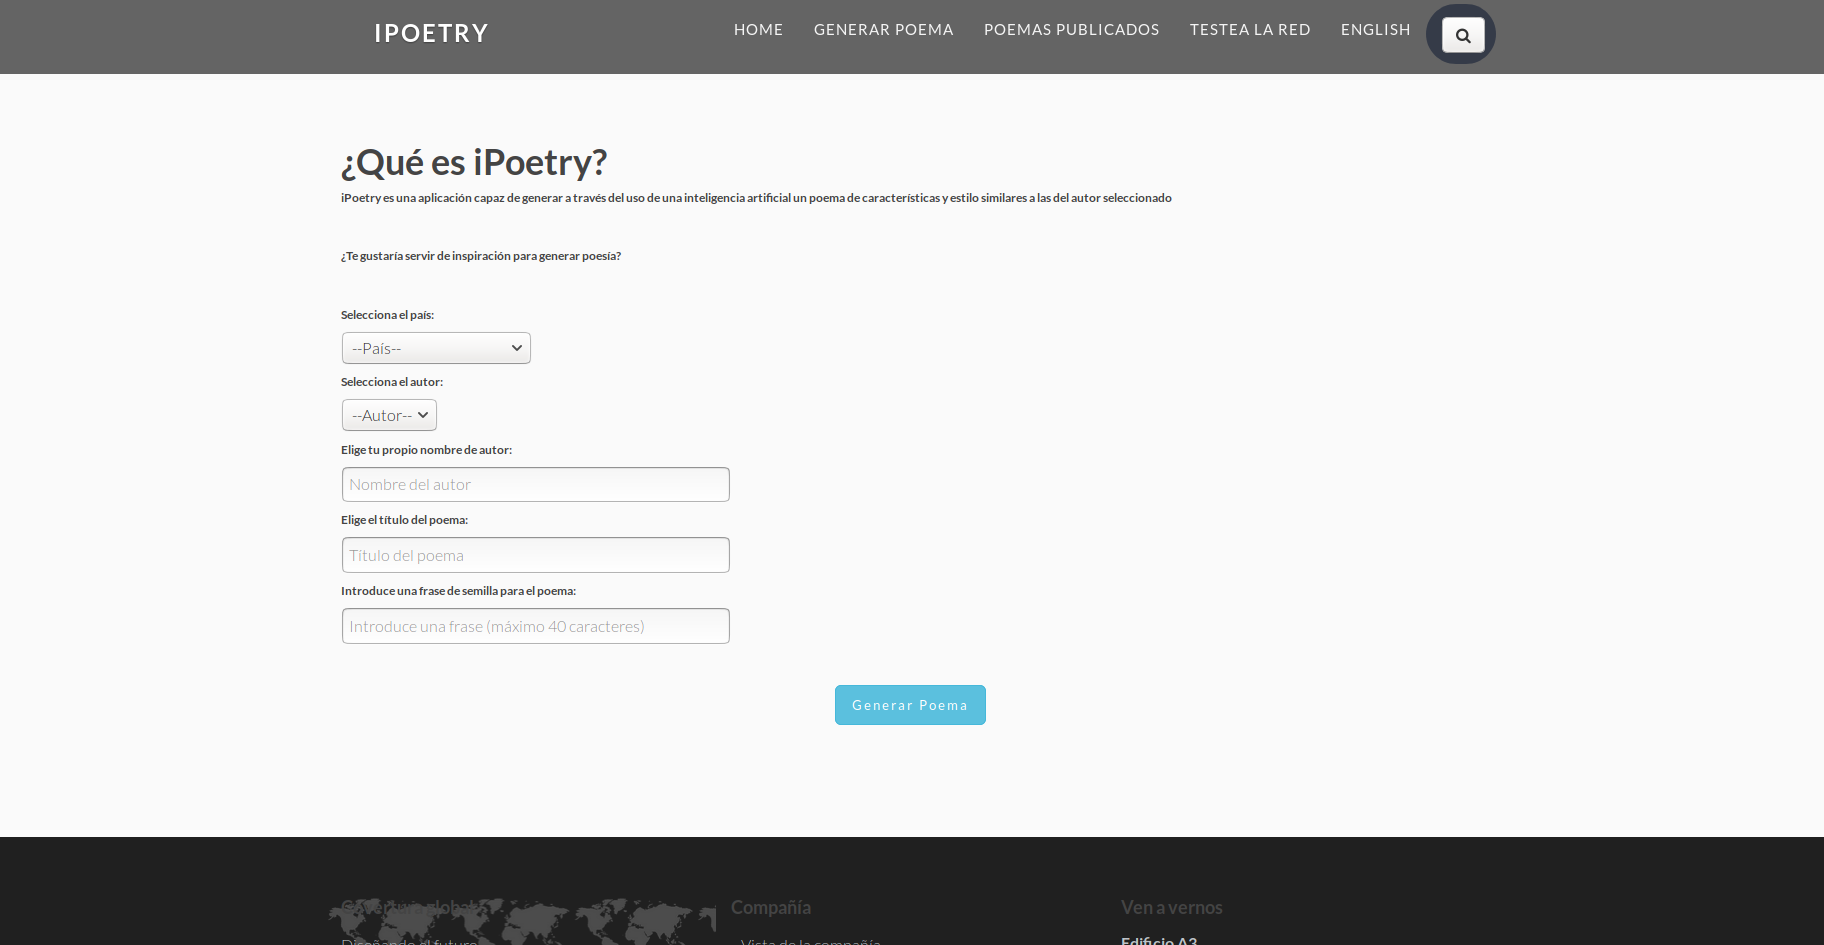 IPOETRY
HOME GENERAR POEMA POEMAS PUBLICADOS TESTEA LA RED ENGLISH
¿Qué es iPoetry?
iPoetry es una aplicación capaz de generar a través del uso de una inteligencia artificial un poema de características y estilo similares a las del autor seleccionado
¿Te gustaría servir de inspiración para generar poesía?
Selecciona el país:
--País--
Selecciona el autor:
--Autor--
Elige tu propio nombre de autor:
Nombre del autor
Elige el título del poema:
Título del poema
Introduce una frase de semilla para el poema:
Introduce una frase (máximo 40 caracteres)
Generar Poema
global
Compañía
Ven a vernos
Diseñando el futuro
Vista de la compañía
Edificio A3